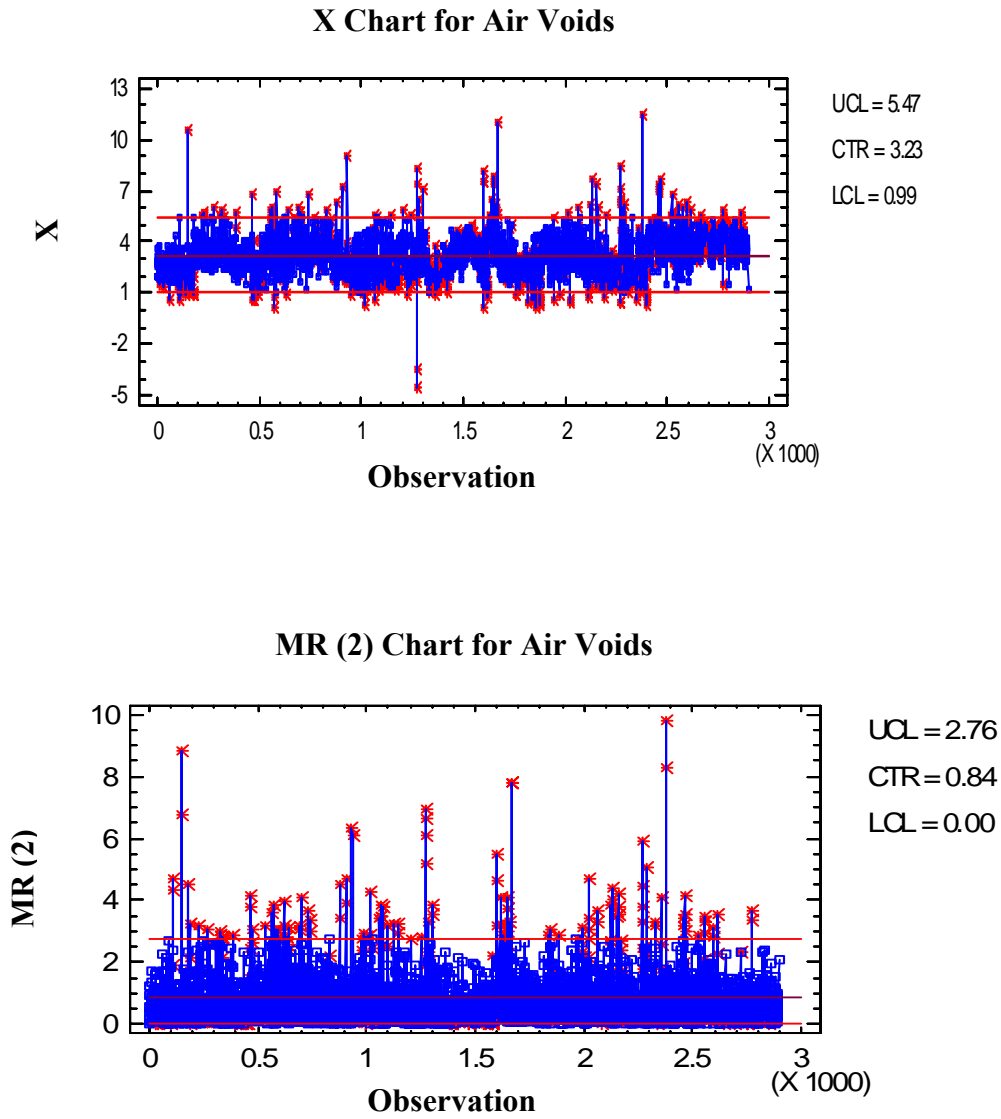 X Chart for Air Voids
13
10
7
4
1
-2
-5
X
0 0.5 1 1.5 2 2.5 3
(X 1000)
Observation
UCL = 5.47
CTR = 3.23
LCL = 0.99
MR (2) Chart for Air Voids
10
8
6
4
2
0
MR (2)
0 0.5 1 1.5 2 2.5 3
(X 1000)
Observation
UCL = 2.76
CTR = 0.84
LCL = 0.00